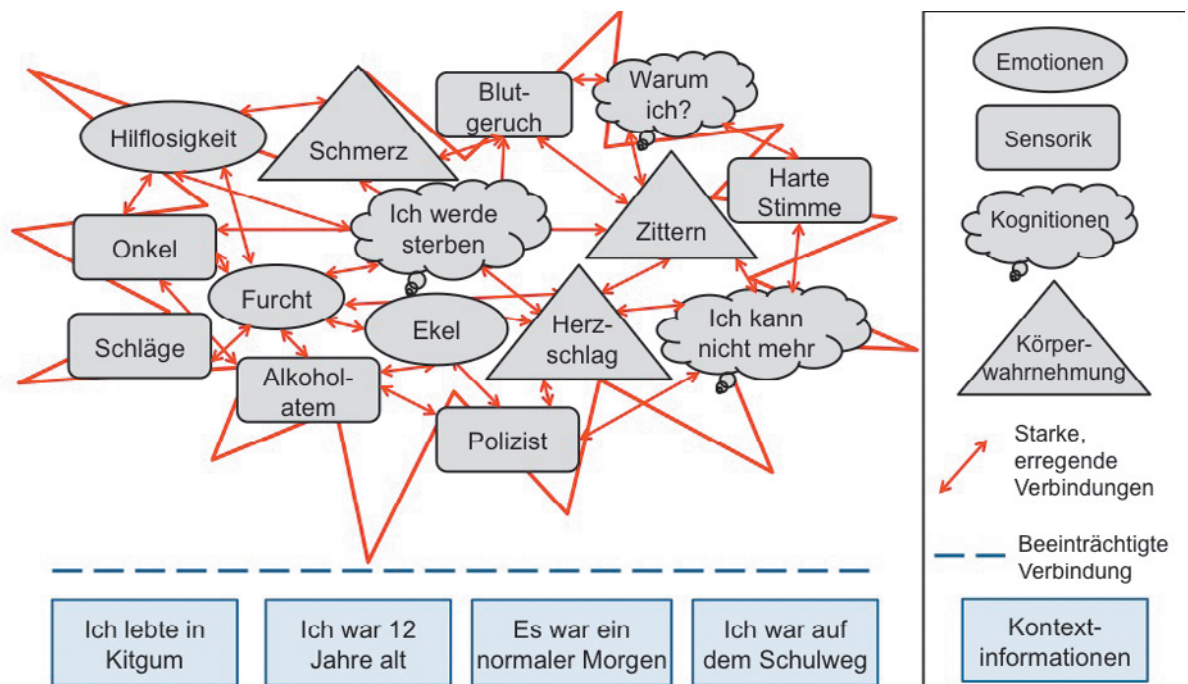 Hilflosigkeit
Schmerz
Blut-
geruch
Warum
ich?
Harte
Stimme
Onkel
Ich werde
sterben
Zittern
Furcht
Ekel
Herz-
schlag
Ich kann
nicht mehr
Schläge
Alkohol-
atem
Polizist
Ich lebte in
Kitgum
Ich war 12
Jahre alt
Es war ein
normaler Morgen
Ich war auf
dem Schulweg
Emotionen
Sensorik
Kognitionen
Körper-
wahrnehmung
Starke,
erregende
Verbindungen
Beeinträchtigte
Verbindung
Kontext-
informationen